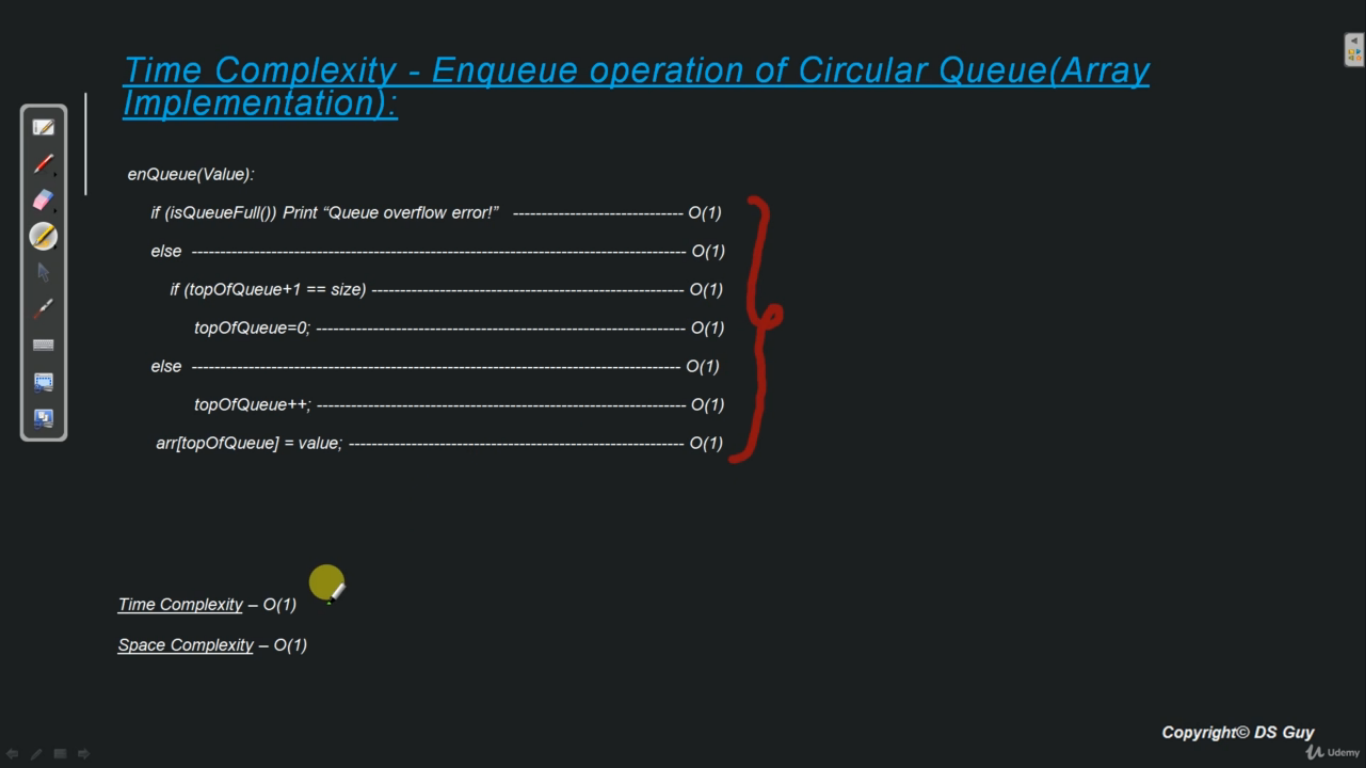 Time Complexity - Enqueue operation of Circular Queue(Array
Implementation):
enQueue(Value):
if (isQueueFull()) Print “Queue overflow error!” ------------------------------ O(1)
else --------------------------------------------------------------------------------------- O(1)
if (topOfQueue+1 == size) ------------------------------------------------------- O(1)
topOfQueue=0; ----------------------------------------------------------------- O(1)
else -------------------------------------------------------------------------------------- O(1)
topOfQueue++; ----------------------------------------------------------------- O(1)
arr[topOfQueue] = value; ----------------------------------------------------------- O(1)
Time Complexity – O(1)
Space Complexity – O(1)
Copyright© DS Guy
Udemy